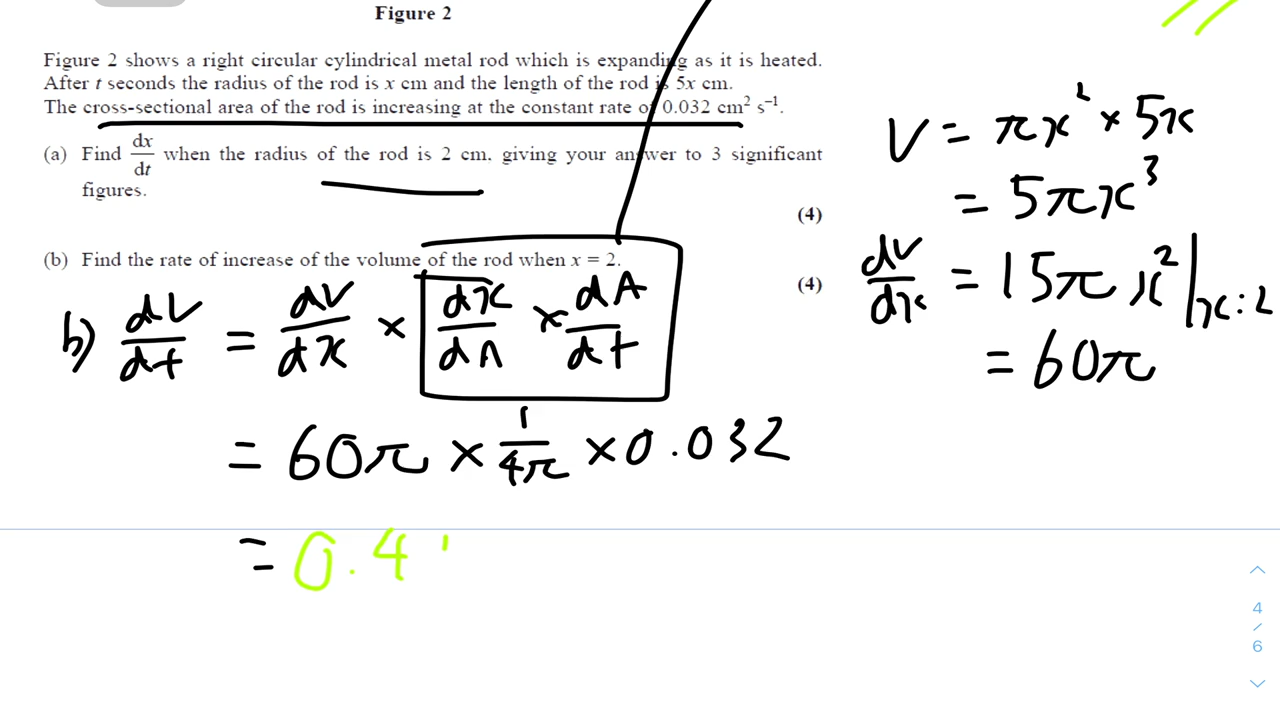 Figure 2
Figure 2 shows a right circular cylindrical metal rod which is expanding as it is heated.
After t seconds the radius of the rod is x cm and the length of the rod is 5x cm.
The cross-sectional area of the rod is increasing at the constant rate of 0.032 cm² s⁻¹.
(a) Find dx/dt when the radius of the rod is 2 cm, giving your answer to 3 significant
figures.
(4)
(b) Find the rate of increase of the volume of the rod when x = 2.
(4)
b) dV/dt = dV/dx × dx/dA × dA/dt
= 60π × 1/4π × 0.032
= 0.4
V = πx² × 5x
= 5πx³
dV/dx = 15πx² | x:2
= 60π
4
/
6